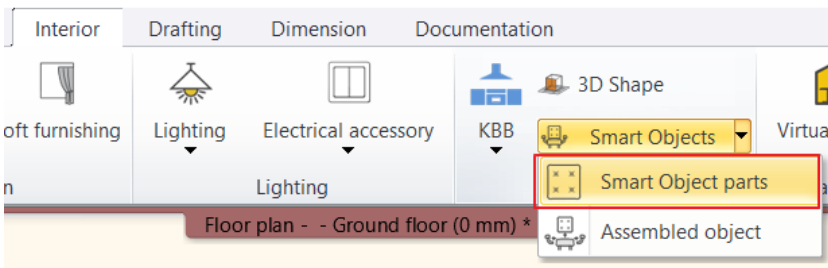 Interior Drafting Dimension Documentation
3D Shape
oft furnishing Lighting Electrical accessory KBB Smart Objects Virtua
n Lighting
Smart Object parts
Floor plan - - Ground floor (0 mm) *
Assembled object